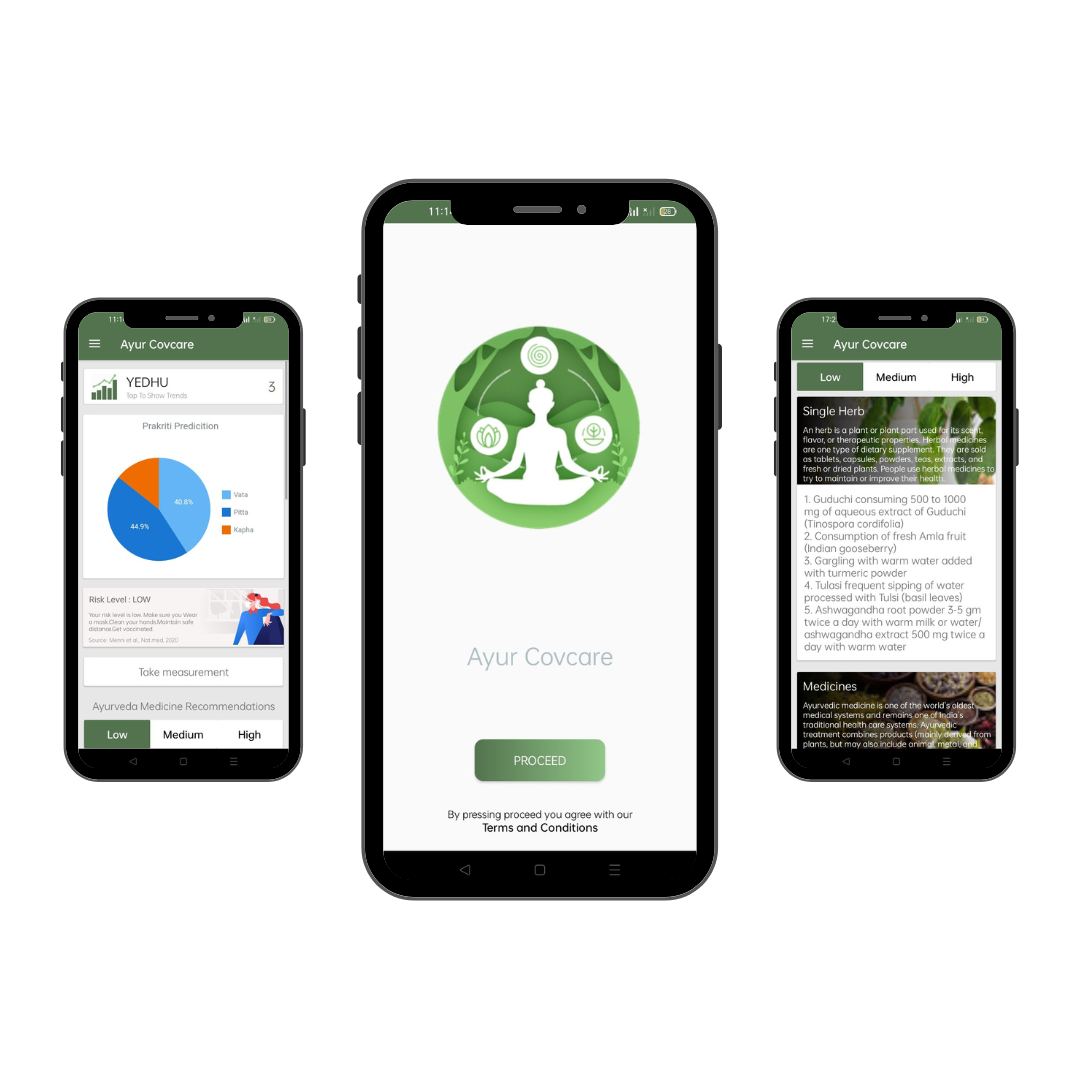 11:1
Ayur Covcare
YEDHU
Tap To Show Trends
3
Prakriti Predicition
40.8%
44.9%
Vata
Pitta
Kapha
Risk Level : LOW
Your risk level is low. Make sure you Wear
a mask.Clean your hands,Maintain safe
distance.Get vaccinated.
Source: Menni et al., Nat.med, 2020
Take measurement
Ayurveda Medicine Recommendations
Low Medium High
11:1
Ayur Covcare
PROCEED
By pressing proceed you agree with our
Terms and Conditions
17:2
Ayur Covcare
Low Medium High
Single Herb
An herb is a plant or plant part used for its scent,
flavor, or therapeutic properties. Herbal medicines
are one type of dietary supplement. They are sold
as tablets, capsules, powders, teas, extracts, and
fresh or dried plants. People use herbal medicines to
try to maintain or improve their health.
1. Guduchi consuming 500 to 1000
mg of aqueous extract of Guduchi
(Tinospora cordifolia)
2. Consumption of fresh Amla fruit
(Indian gooseberry)
3. Gargling with warm water added
with turmeric powder
4. Tulasi frequent sipping of water
processed with Tulsi (basil leaves)
5. Ashwagandha root powder 3-5 gm
twice a day with warm milk or water/
ashwagandha extract 500 mg twice a
day with warm water
Medicines
Ayurvedic medicine is one of the world's oldest
medical systems and remains one of India's
traditional health care systems. Ayurvedic
treatment combines products (mainly derived from
plants, but may also include animal, metal, and